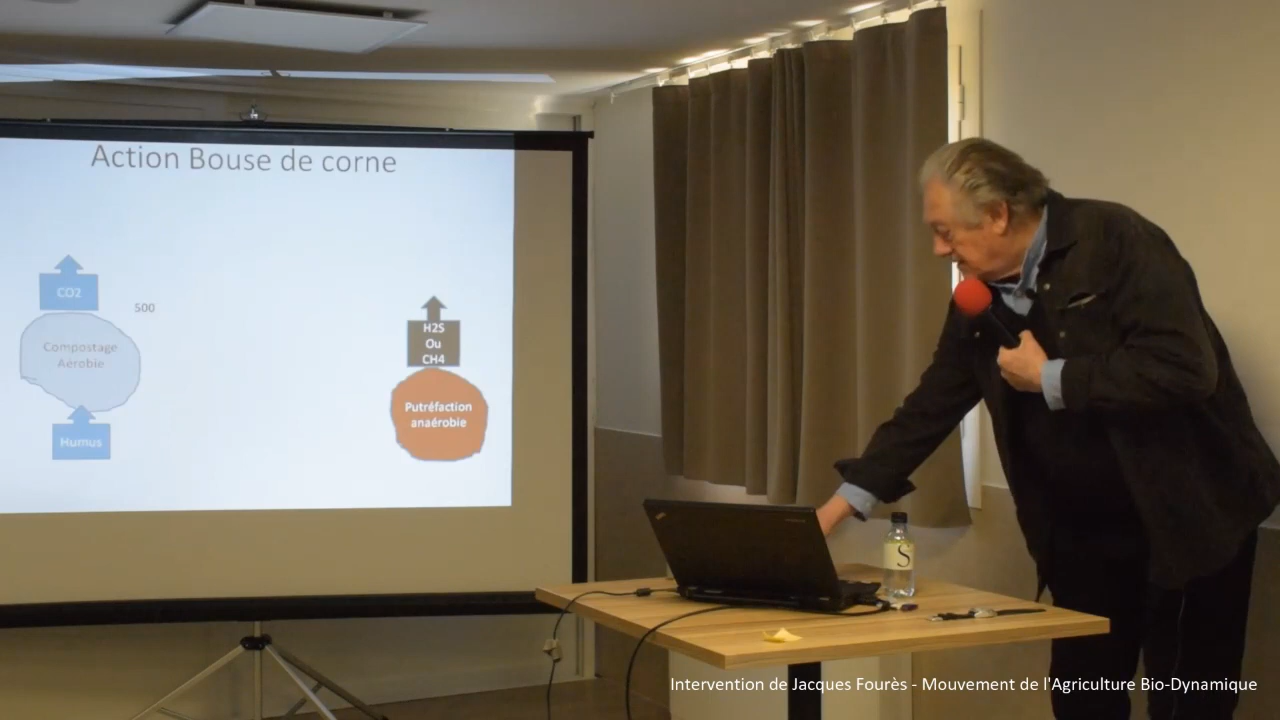 Action Bouse de corne
CO2
500
Compostage
Aérobie
Humus
H2S
Ou
CH4
Putréfaction
anaérobie
S
Intervention de Jacques Fourès - Mouvement de l'Agriculture Bio-Dynamique